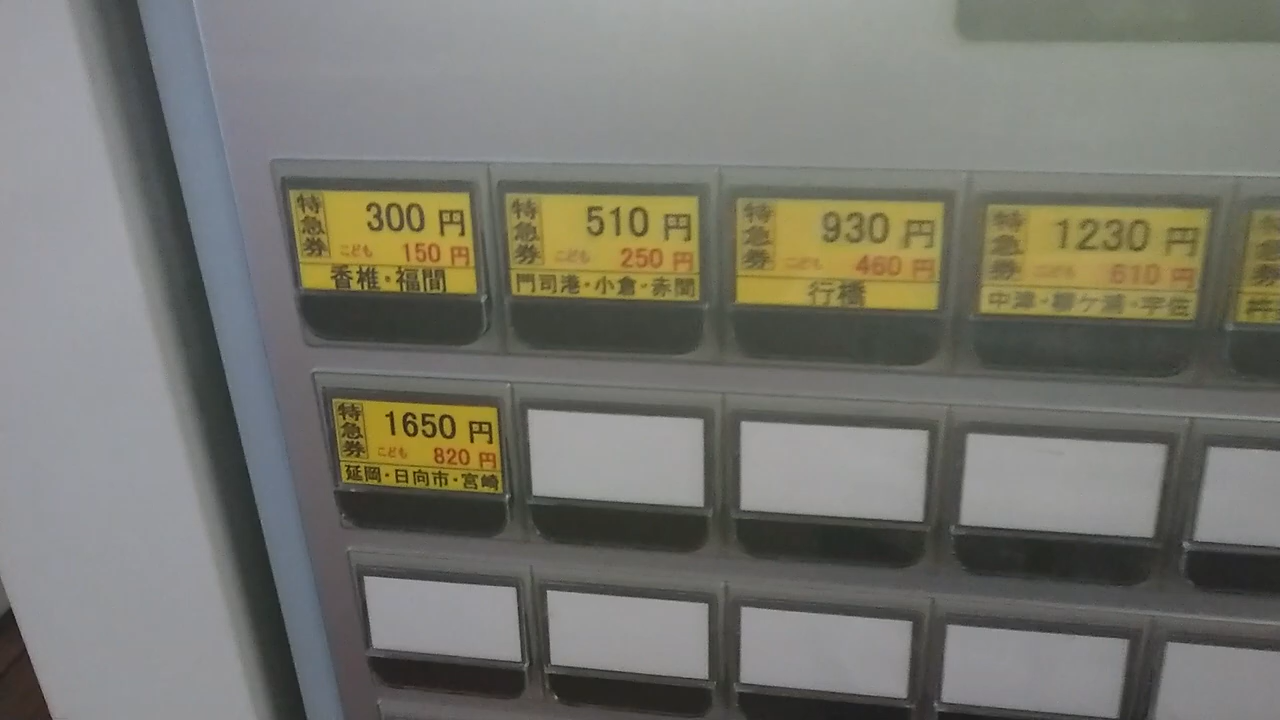 特急券
300 円
こども 150 円
香椎・福間
特急券
510 円
こども 250 円
門司港・小倉・赤間
特急券
930 円
こども 460 円
行橋
特急券
1230 円
こども 610 円
中津・柳ヶ浦・宇佐
特急券
1650 円
こども 820 円
延岡・日向市・宮崎